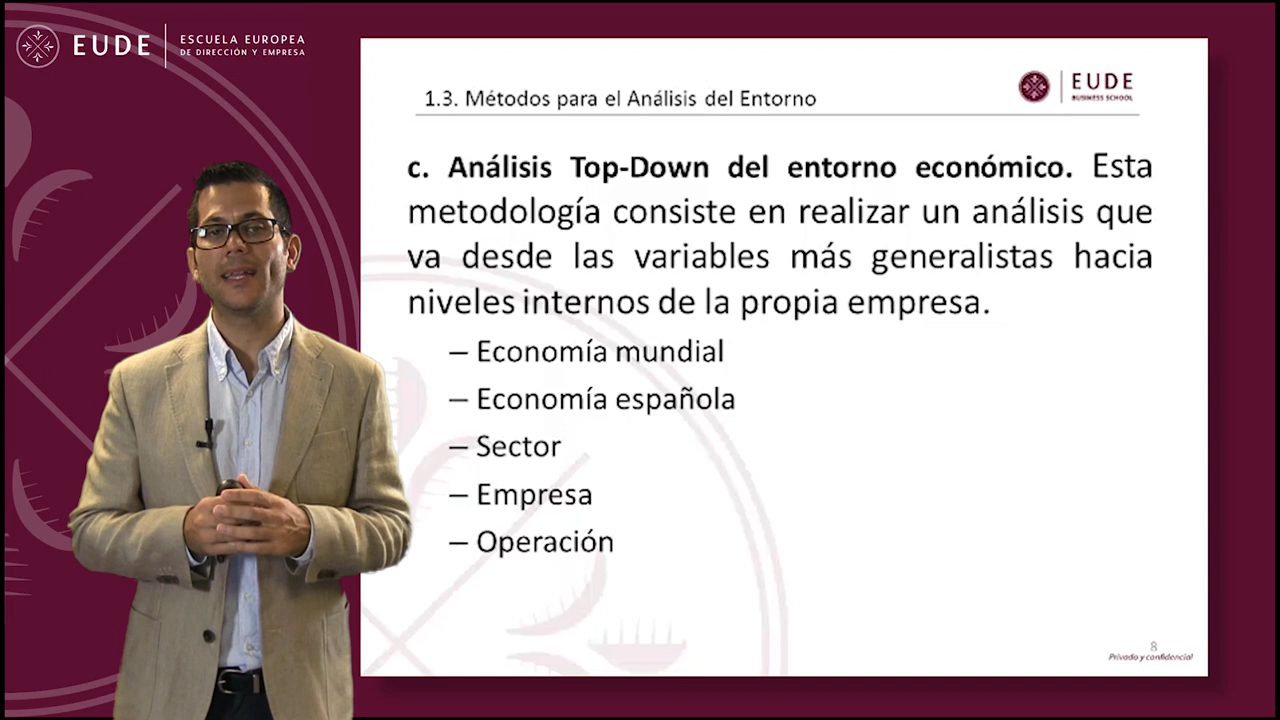 EUDE
ESCUELA EUROPEA
DE DIRECCIÓN Y EMPRESA
1.3. Métodos para el Análisis del Entorno
EUDE
BUSINESS SCHOOL
c. Análisis Top-Down del entorno económico. Esta
metodología consiste en realizar un análisis que
va desde las variables más generalistas hacia
niveles internos de la propia empresa.
– Economía mundial
– Economía española
– Sector
– Empresa
– Operación
8
Privado y confidencial